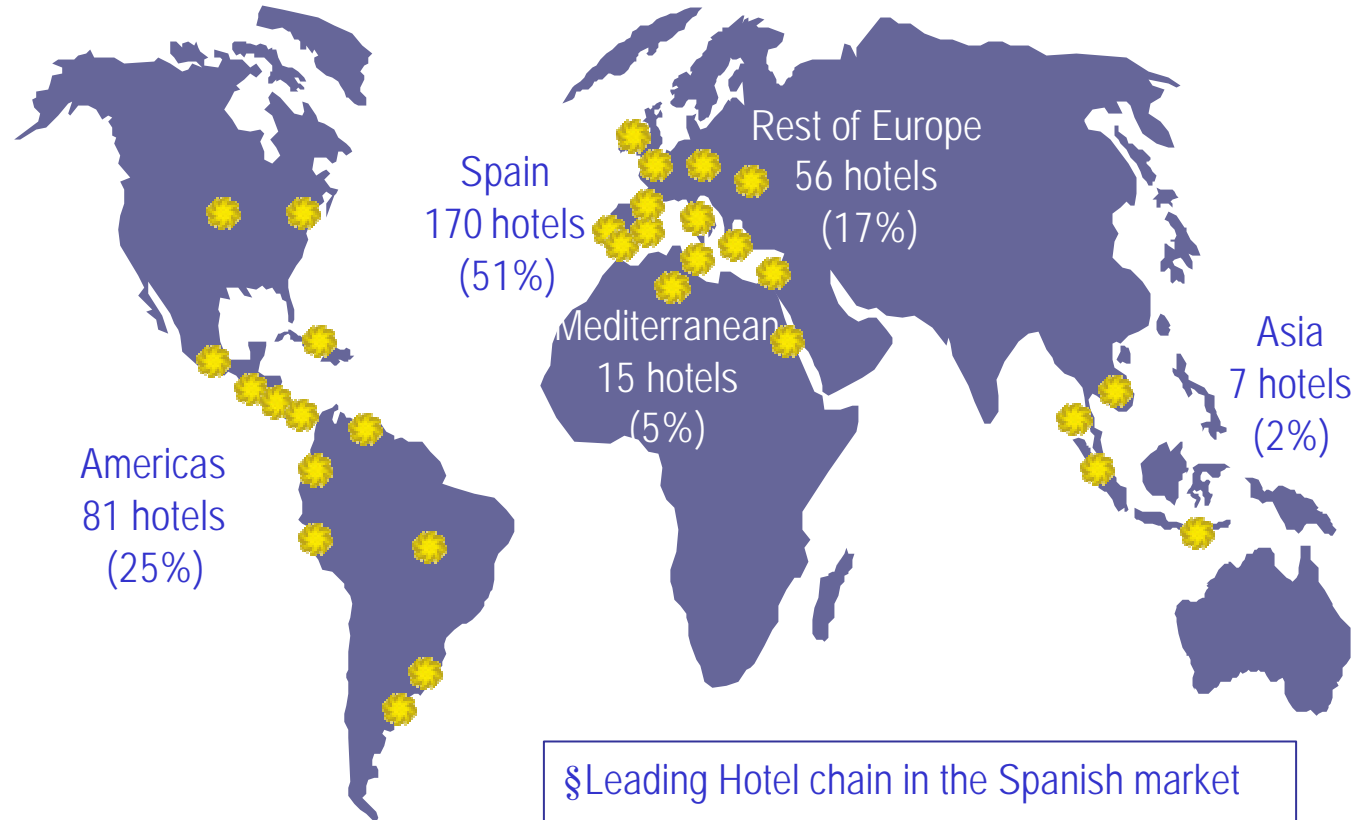 Rest of Europe
56 hotels
(17%)
Spain
170 hotels
(51%)
Mediterranean
15 hotels
(5%)
Asia
7 hotels
(2%)
Americas
81 hotels
(25%)
§Leading Hotel chain in the Spanish market